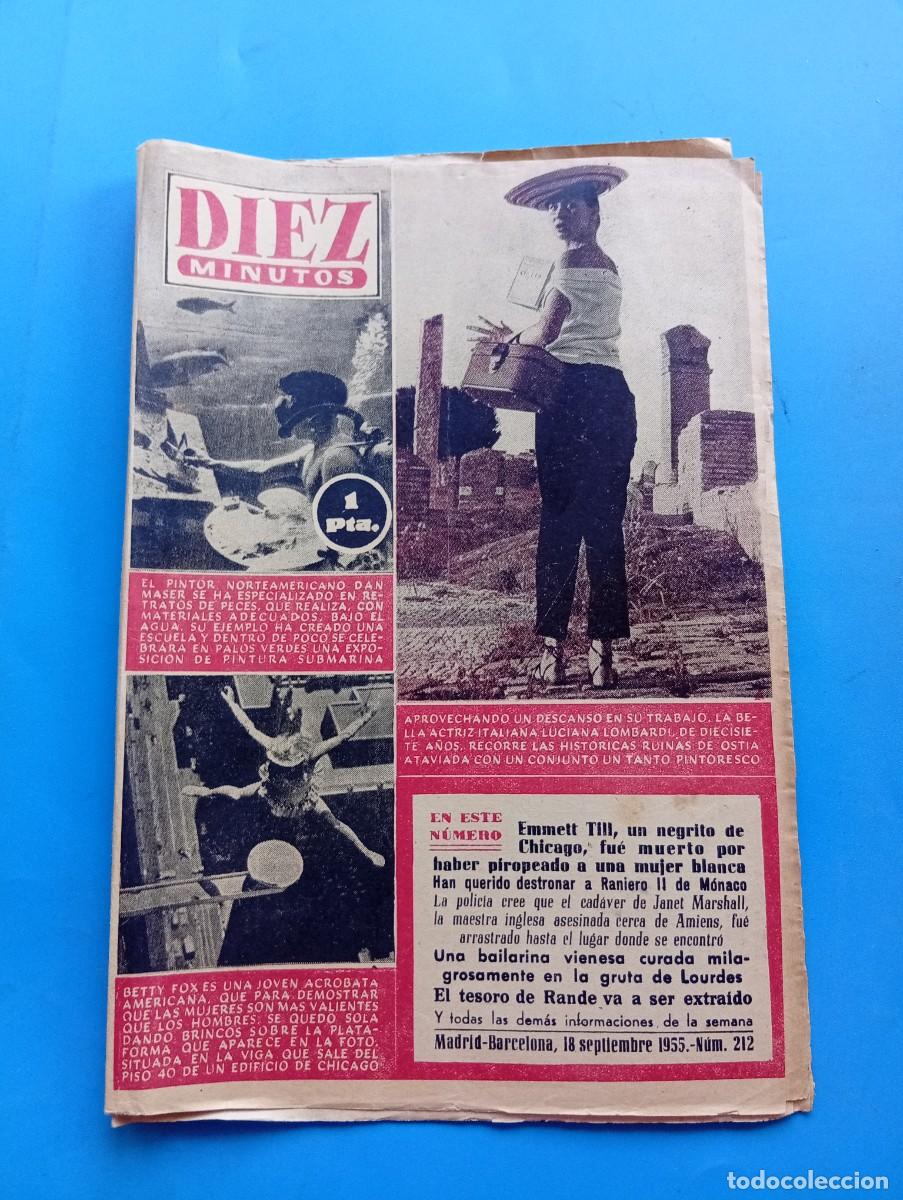 DIEZ
MINUTOS
1
Pta.
EL PINTOR NORTEAMERICANO DAN
MASER SE HA ESPECIALIZADO EN RE-
TRATOS DE PECES, QUE REALIZA, CON
MATERIALES ADECUADOS, BAJO EL
AGUA. SU EJEMPLO HA CREADO UNA
ESCUELA Y DENTRO DE POCO SE CELE-
BRARA EN PALOS VERDES UNA EXPO-
SICIÓN DE PINTURA SUBMARINA
APROVECHANDO UN DESCANSO EN SU TRABAJO, LA BE-
LLA ACTRIZ ITALIANA LUCIANA LOMBARDI, DE DIECISIE-
TE AÑOS, RECORRE LAS HISTÓRICAS RUINAS DE OSTIA
ATAVIADA CON UN CONJUNTO UN TANTO PINTORESCO
BETTY FOX ES UNA JOVEN ACROBATA
AMERICANA, QUE PARA DEMOSTRAR
QUE LAS MUJERES SON MAS VALIENTES
QUE LOS HOMBRES, SE QUEDO SOLA
DANDO BRINCOS SOBRE LA PLATA-
FORMA QUE APARECE EN LA FOTO,
SITUADA EN LA VIGA QUE SALE DEL
PISO 40 DE UN EDIFICIO DE CHICAGO
EN ESTE
NÚMERO
Emmett Till, un negrito de
Chicago, fué muerto por
haber piropeado a una mujer blanca
Han querido destronar a Raniero II de Mónaco
La policía cree que el cadáver de Janet Marshall,
la maestra inglesa asesinada cerca de Amiens, fué
arrastrado hasta el lugar donde se encontró
Una bailarina vienesa curada mila-
grosamente en la gruta de Lourdes
El tesoro de Rande va a ser extraído
Y todas las demás informaciones de la semana
Madrid-Barcelona, 18 septiembre 1955.-Núm. 212
todocoleccion